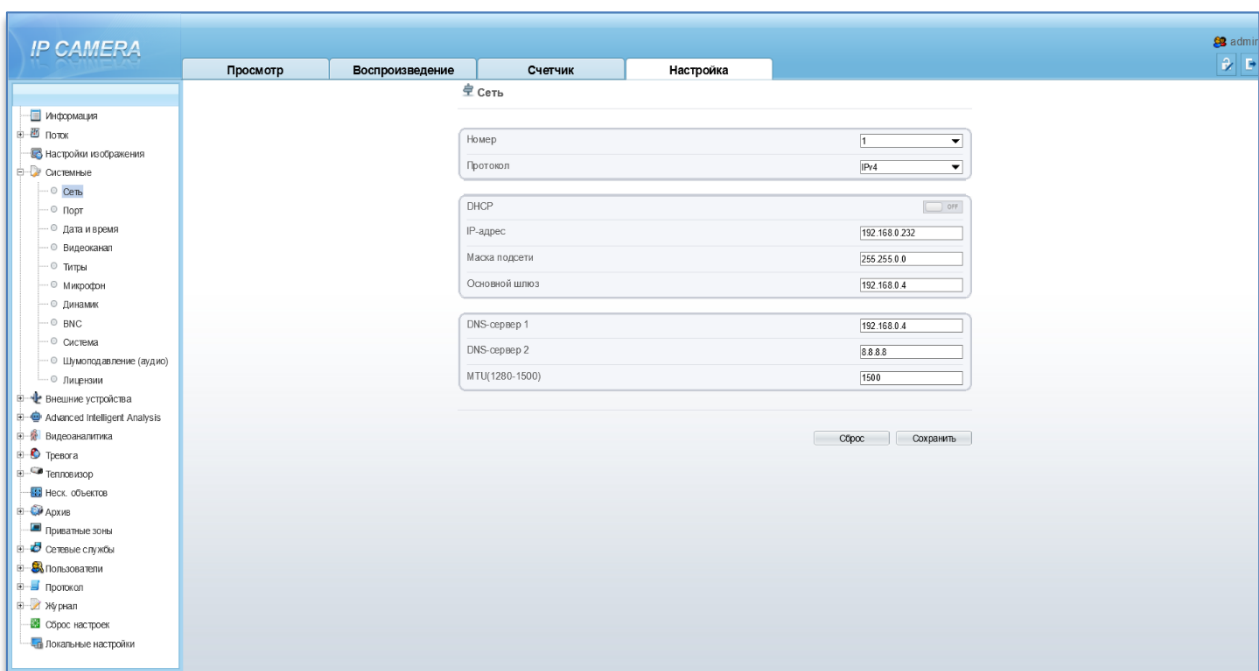 IP CAMERA
admin
Просмотр
Воспроизведение
Счетчик
Настройка
Информация
Поток
Настройки изображения
Системные
Сеть
Порт
Дата и время
Видеоканал
Титры
Микрофон
Динамик
BNC
Система
Шумоподавление (аудио)
Лицензии
Внешние устройства
Advanced Intelligent Analysis
Видеоаналитика
Тревога
Тепловизор
Неск. объектов
Архив
Приватные зоны
Сетевые службы
Пользователи
Протокол
Журнал
Сброс настроек
Локальные настройки
Сеть
Номер 1
Протокол IPv4
DHCP OFF
IP-адрес 192.168.0.232
Маска подсети 255.255.0.0
Основной шлюз 192.168.0.4
DNS-сервер 1 192.168.0.4
DNS-сервер 2 8.8.8.8
MTU(1280-1500) 1500
Сброс Сохранить